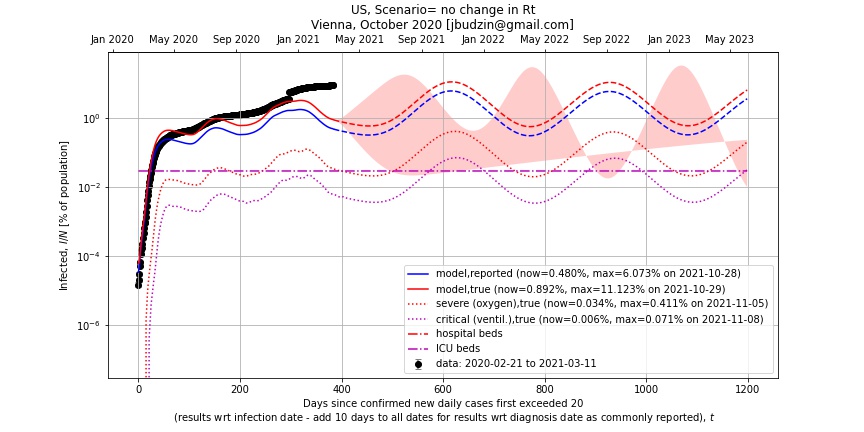 US, Scenario= no change in Rt
Vienna, October 2020 [jbudzin@gmail.com]
Jan 2020 May 2020 Sep 2020 Jan 2021 May 2021 Sep 2021 Jan 2022 May 2022 Sep 2022 Jan 2023 May 2023
Infected, I/N [% of population]
10⁰
10⁻²
10⁻⁴
10⁻⁶
model,reported (now=0.480%, max=6.073% on 2021-10-28)
model,true (now=0.892%, max=11.123% on 2021-10-29)
severe (oxygen),true (now=0.034%, max=0.411% on 2021-11-05)
critical (ventil.),true (now=0.006%, max=0.071% on 2021-11-08)
hospital beds
ICU beds
data: 2020-02-21 to 2021-03-11
0 200 400 600 800 1000 1200
Days since confirmed new daily cases first exceeded 20
(results wrt infection date - add 10 days to all dates for results wrt diagnosis date as commonly reported), t